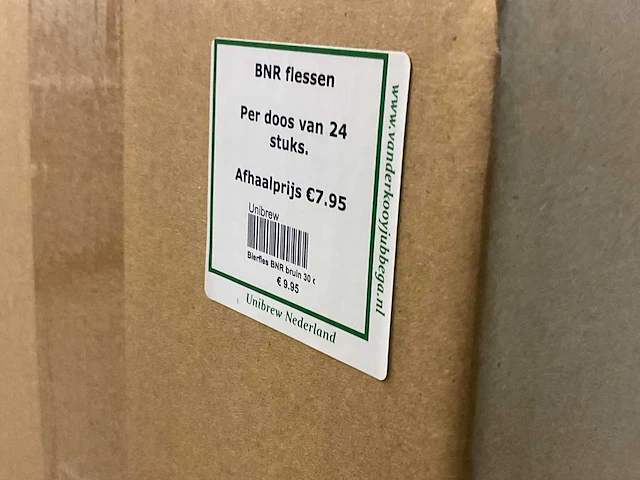 BNR flessen
Per doos van 24
stuks.
Afhaalprijs €7.95
Unibrew
Bierfles BNR bruin 30 c
€ 9.95
Unibrew Nederland
www.vanderkooyjubbega.nl